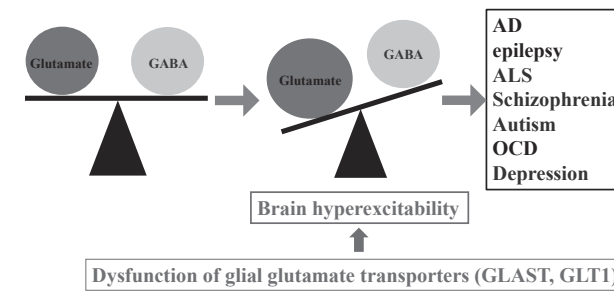 Glutamate
GABA
Glutamate
GABA
AD
epilepsy
ALS
Schizophrenia
Autism
OCD
Depression
Brain hyperexcitability
Dysfunction of glial glutamate transporters (GLAST, GLT1)